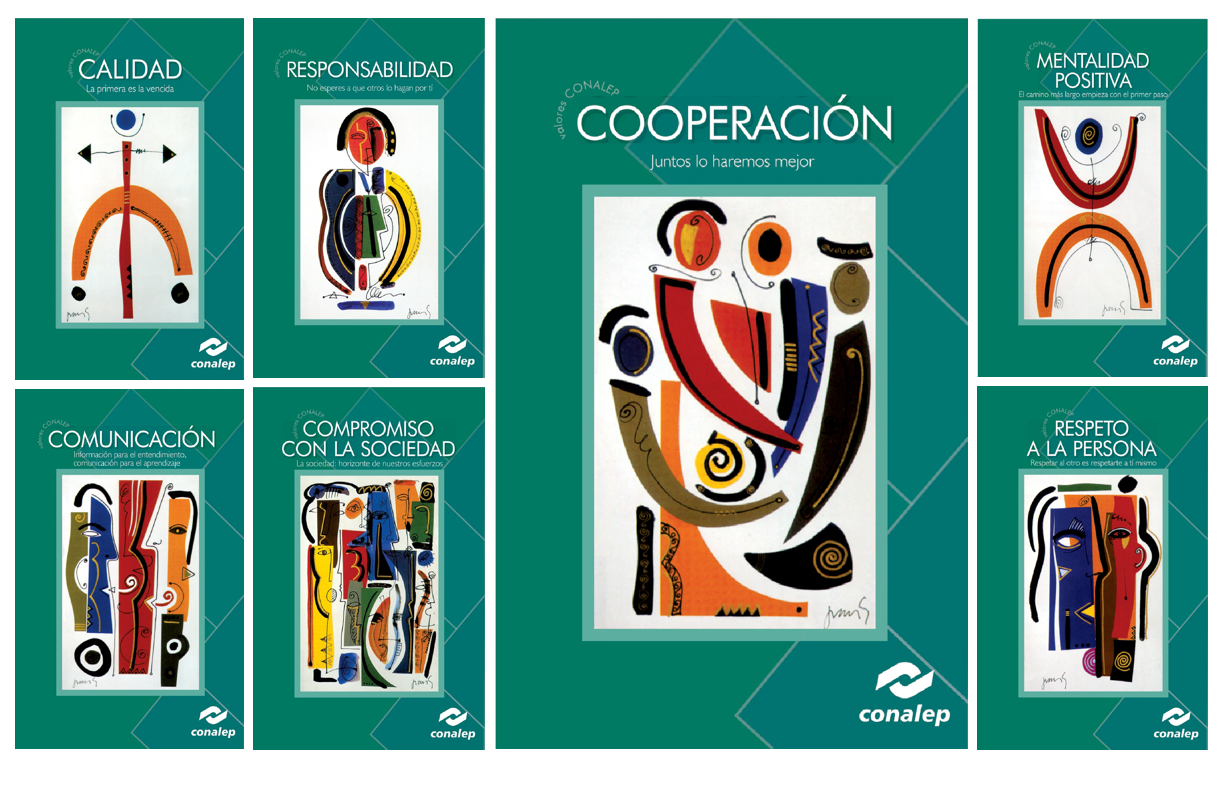 valores CONALEP
CALIDAD
La primera es la vencida
conalep
valores CONALEP
RESPONSABILIDAD
No esperes a que otros lo hagan por ti
conalep
valores CONALEP
COOPERACIÓN
Juntos lo haremos mejor
conalep
valores CONALEP
MENTALIDAD
POSITIVA
El camino más largo empieza con el primer paso
conalep
valores CONALEP
COMUNICACIÓN
Información para el entendimiento,
comunicación para el aprendizaje
conalep
valores CONALEP
COMPROMISO
CON LA SOCIEDAD
La sociedad: horizonte de nuestros esfuerzos
conalep
valores CONALEP
RESPETO
A LA PERSONA
Respetar al otro es respetarte a ti mismo
conalep